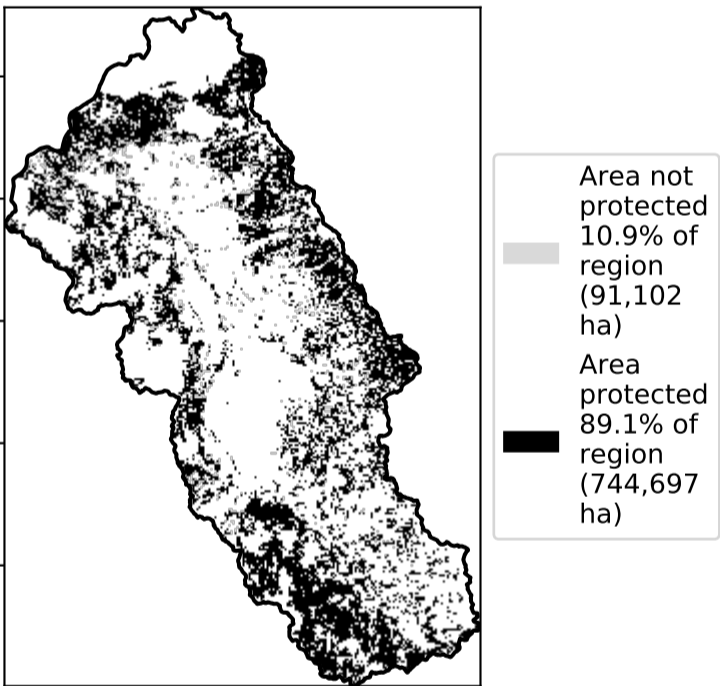 Area not
protected
10.9% of
region
(91,102
ha)
Area
protected
89.1% of
region
(744,697
ha)